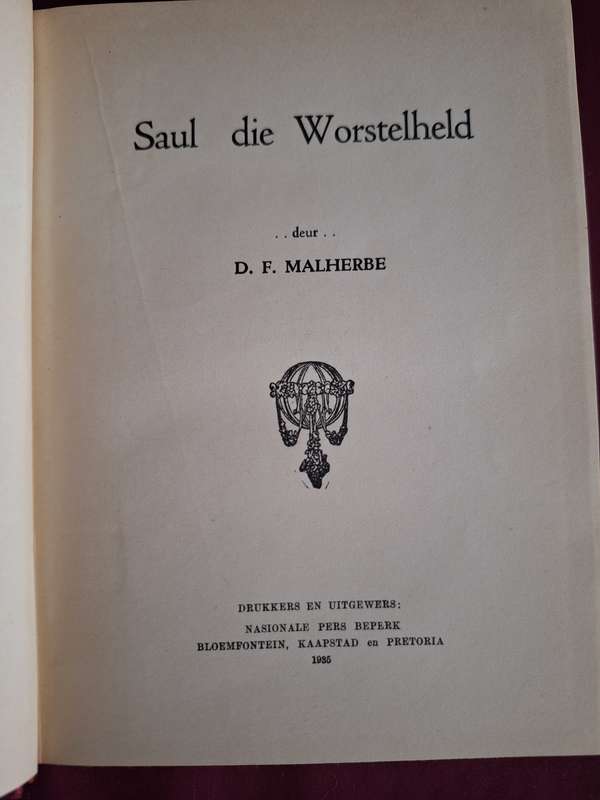 Saul die Worstelheld
. . deur . .
D. F. MALHERBE
DRUKKERS EN UITGEWERS:
NASIONALE PERS BEPERK
BLOEMFONTEIN, KAAPSTAD en PRETORIA
1935